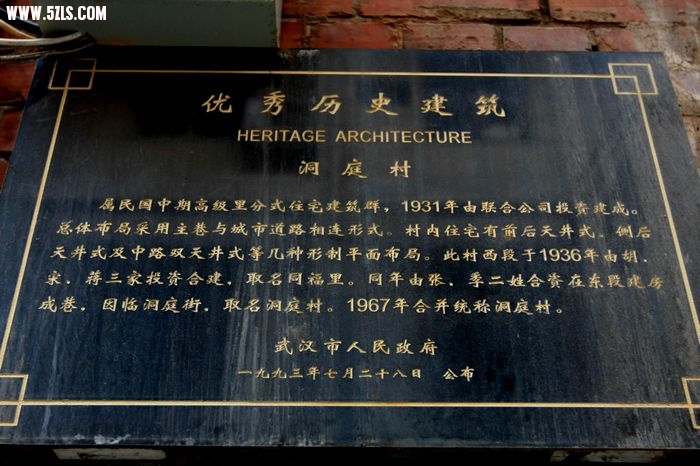 WWW.5ZLS.COM
优秀历史建筑
HERITAGE ARCHITECTURE
洞庭村
属民国中期高级里分式住宅建筑群，1931年由联合公司投资建成。
总体布局采用主巷与城市道路相连形式。村内住宅有前后天井式，侧后
天井式及中路双天井式等几种形制平面布局。此村西段于1936年由胡，
宋，蒋三家投资合建，取名同福里。同年由张，季二姓合资在东段建房
成巷，因临洞庭街，取名洞庭村。1967年合并统称洞庭村。
武汉市人民政府
一九九三年七月二十八日 公布